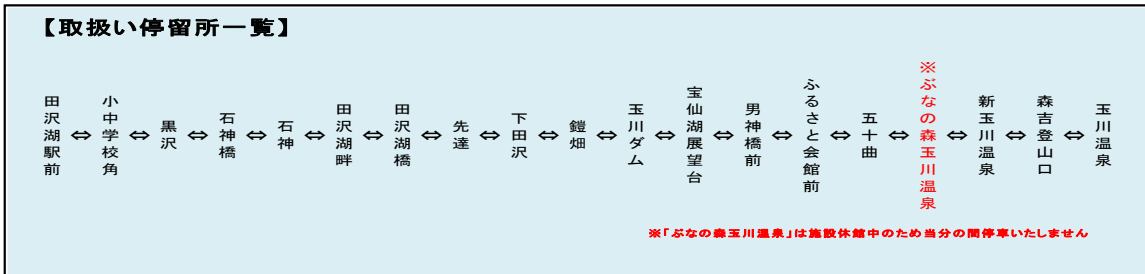 【取扱い停留所一覧】
田沢湖駅前
⇔
小中学校角
⇔
黒沢
⇔
石神橋
⇔
石神
⇔
田沢湖畔
⇔
田沢湖橋
⇔
先達
⇔
下田沢
⇔
鎧畑
⇔
玉川ダム
⇔
宝仙湖展望台
⇔
男神橋前
⇔
ふるさと会館前
⇔
五十曲
⇔
※ぶなの森玉川温泉
⇔
新玉川温泉
⇔
森吉登山口
⇔
玉川温泉
※「ぶなの森玉川温泉」は施設休館中のため当分の間停車いたしません